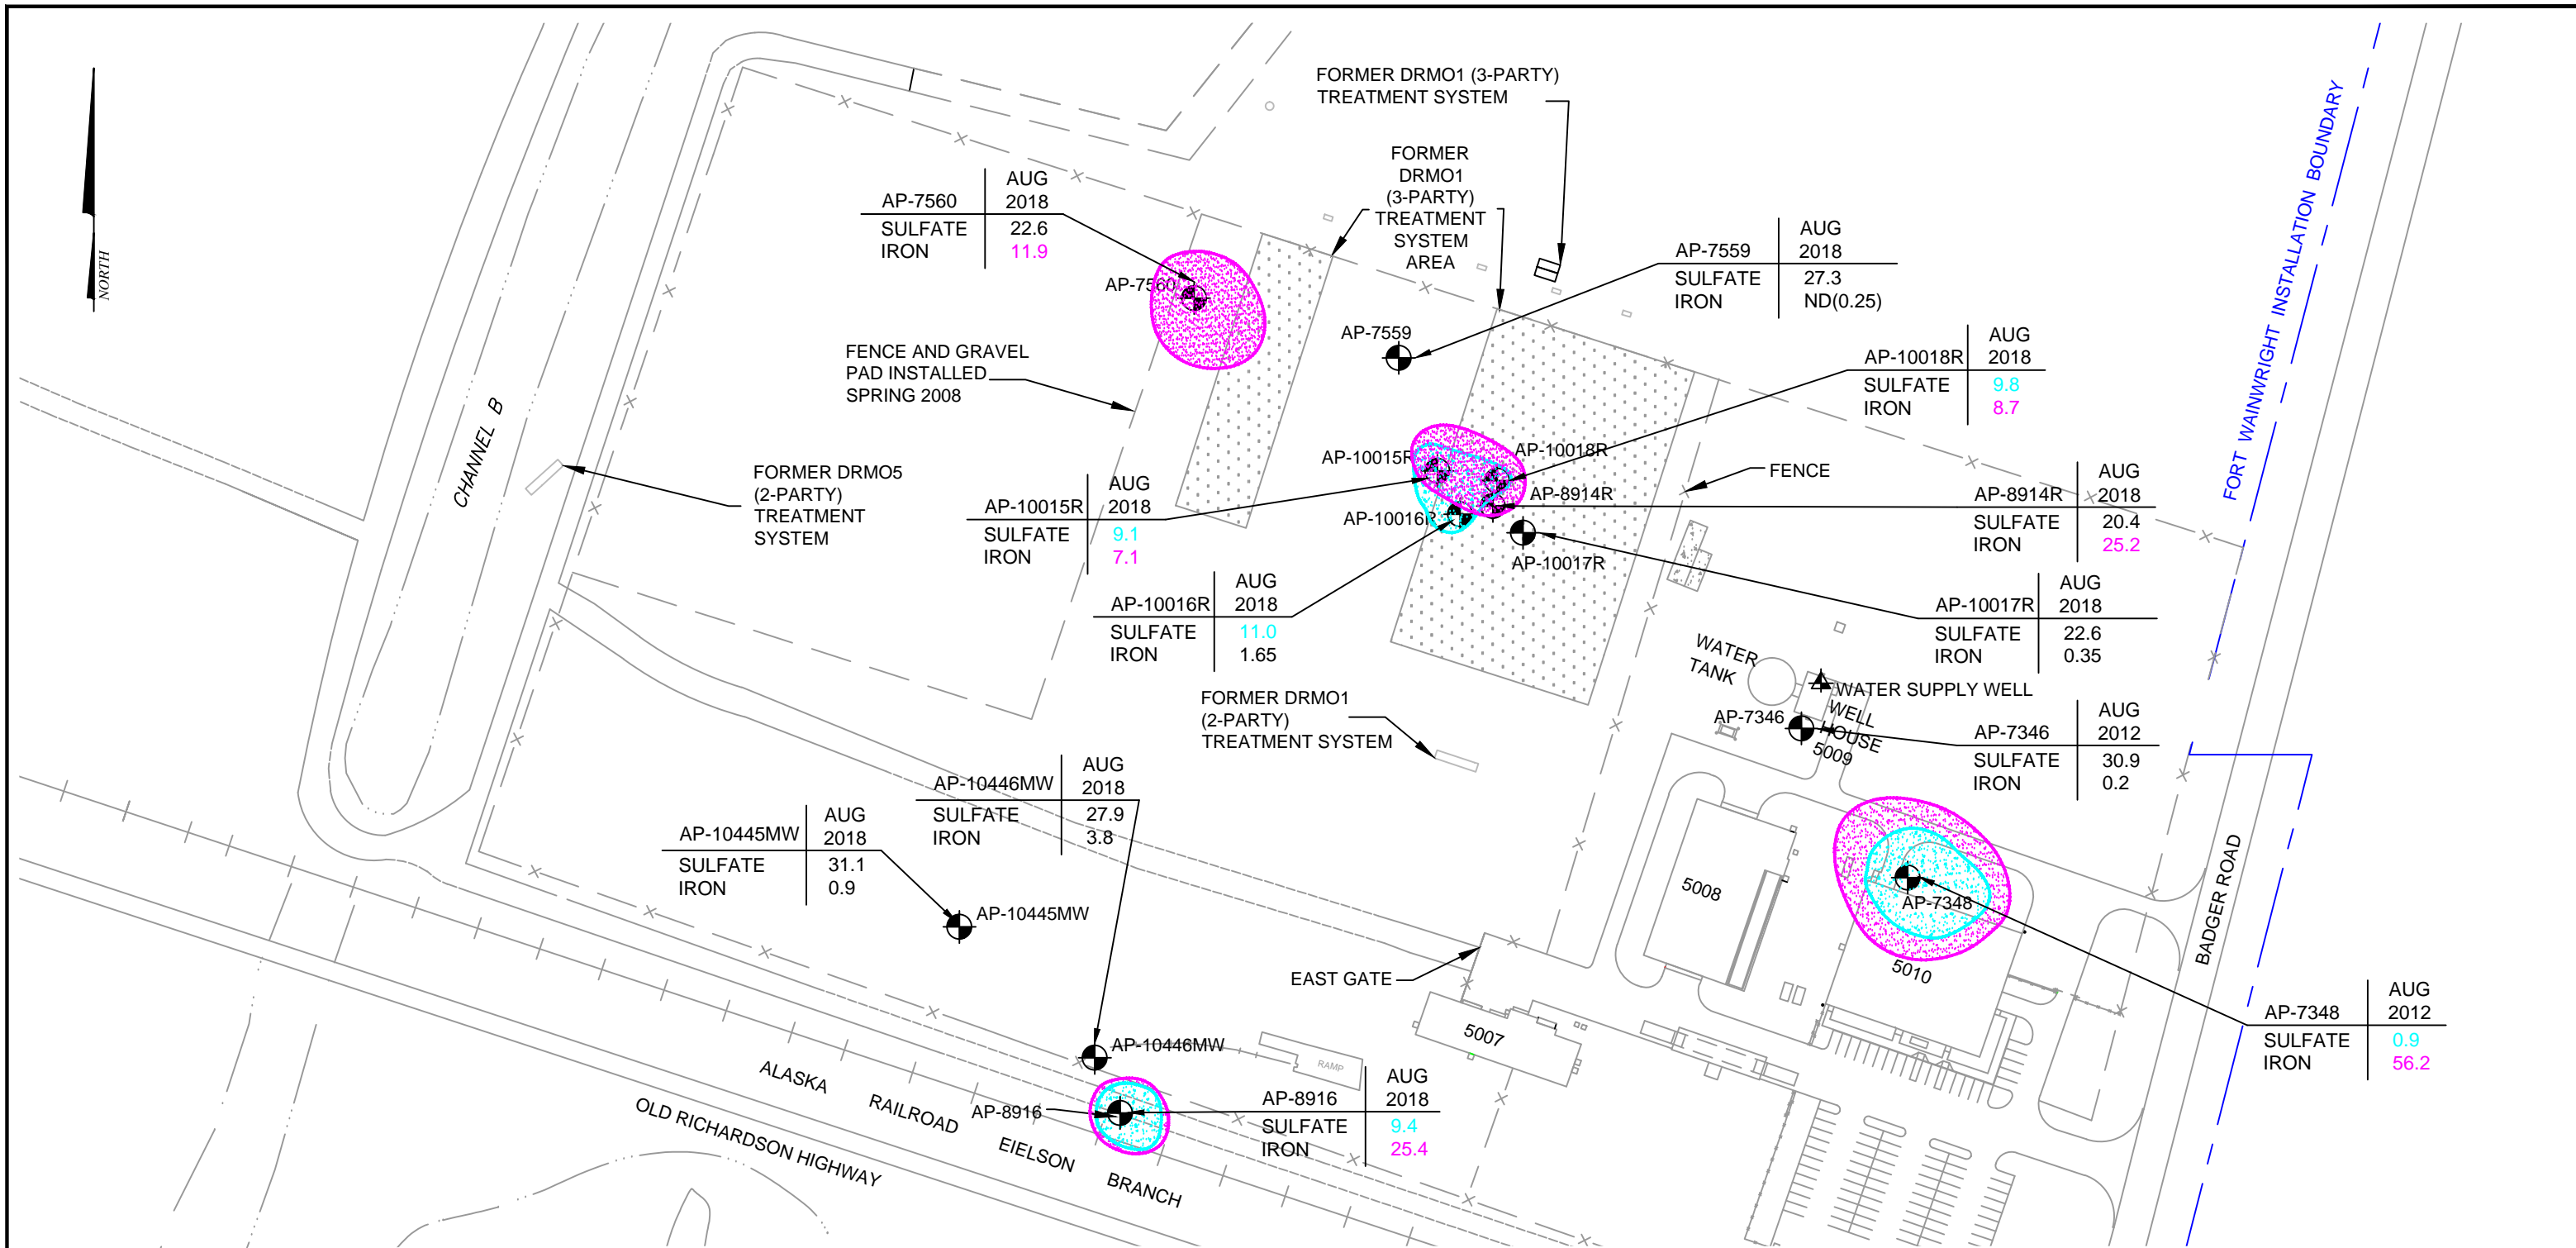 NORTH
CHANNEL B
FORMER DRMO1 (3-PARTY)
TREATMENT SYSTEM
FORMER
DRMO1
(3-PARTY)
TREATMENT
SYSTEM
AREA
FORT WAINWRIGHT INSTALLATION BOUNDARY
AP-7560
AUG
2018
SULFATE 22.6
IRON 11.9
AP-7560
AP-7559
AUG
2018
SULFATE 27.3
IRON ND(0.25)
AP-7559
FENCE AND GRAVEL
PAD INSTALLED
SPRING 2008
AP-10018R
AUG
2018
SULFATE 9.8
IRON 8.7
AP-10018R
AP-10015R
FORMER DRMO5
(2-PARTY)
TREATMENT
SYSTEM
FENCE
AP-10015R
AUG
2018
SULFATE 9.1
IRON 7.1
AP-8914R
AP-8914R
AUG
2018
SULFATE 20.4
IRON 25.2
AP-10016R
AP-10017R
AP-10016R
AUG
2018
SULFATE 11.0
IRON 1.65
AP-10017R
AUG
2018
SULFATE 22.6
IRON 0.35
WATER
TANK
WATER SUPPLY WELL
WELL
HOUSE
5009
AP-7346
AP-7346
AUG
2012
SULFATE 30.9
IRON 0.2
FORMER DRMO1
(2-PARTY)
TREATMENT SYSTEM
AP-10446MW
AUG
2018
SULFATE 27.9
IRON 3.8
AP-10445MW
AUG
2018
SULFATE 31.1
IRON 0.9
AP-10445MW
5008
AP-7348
5010
BADGER ROAD
EAST GATE
5007
AP-7348
AUG
2012
SULFATE 0.9
IRON 56.2
AP-10446MW
RAMP
AP-8916
AP-8916
AUG
2018
SULFATE 9.4
IRON 25.4
ALASKA RAILROAD EIELSON BRANCH
OLD RICHARDSON HIGHWAY